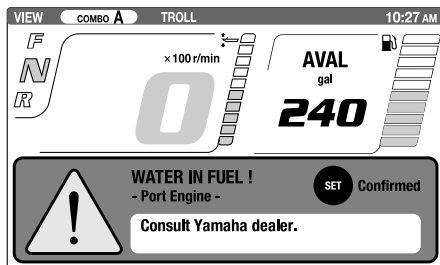 VIEW COMBO A TROLL 10:27 AM
F
N
R
×100 r/min
0
AVAL
gal
240
WATER IN FUEL !
- Port Engine -
SET Confirmed
Consult Yamaha dealer.